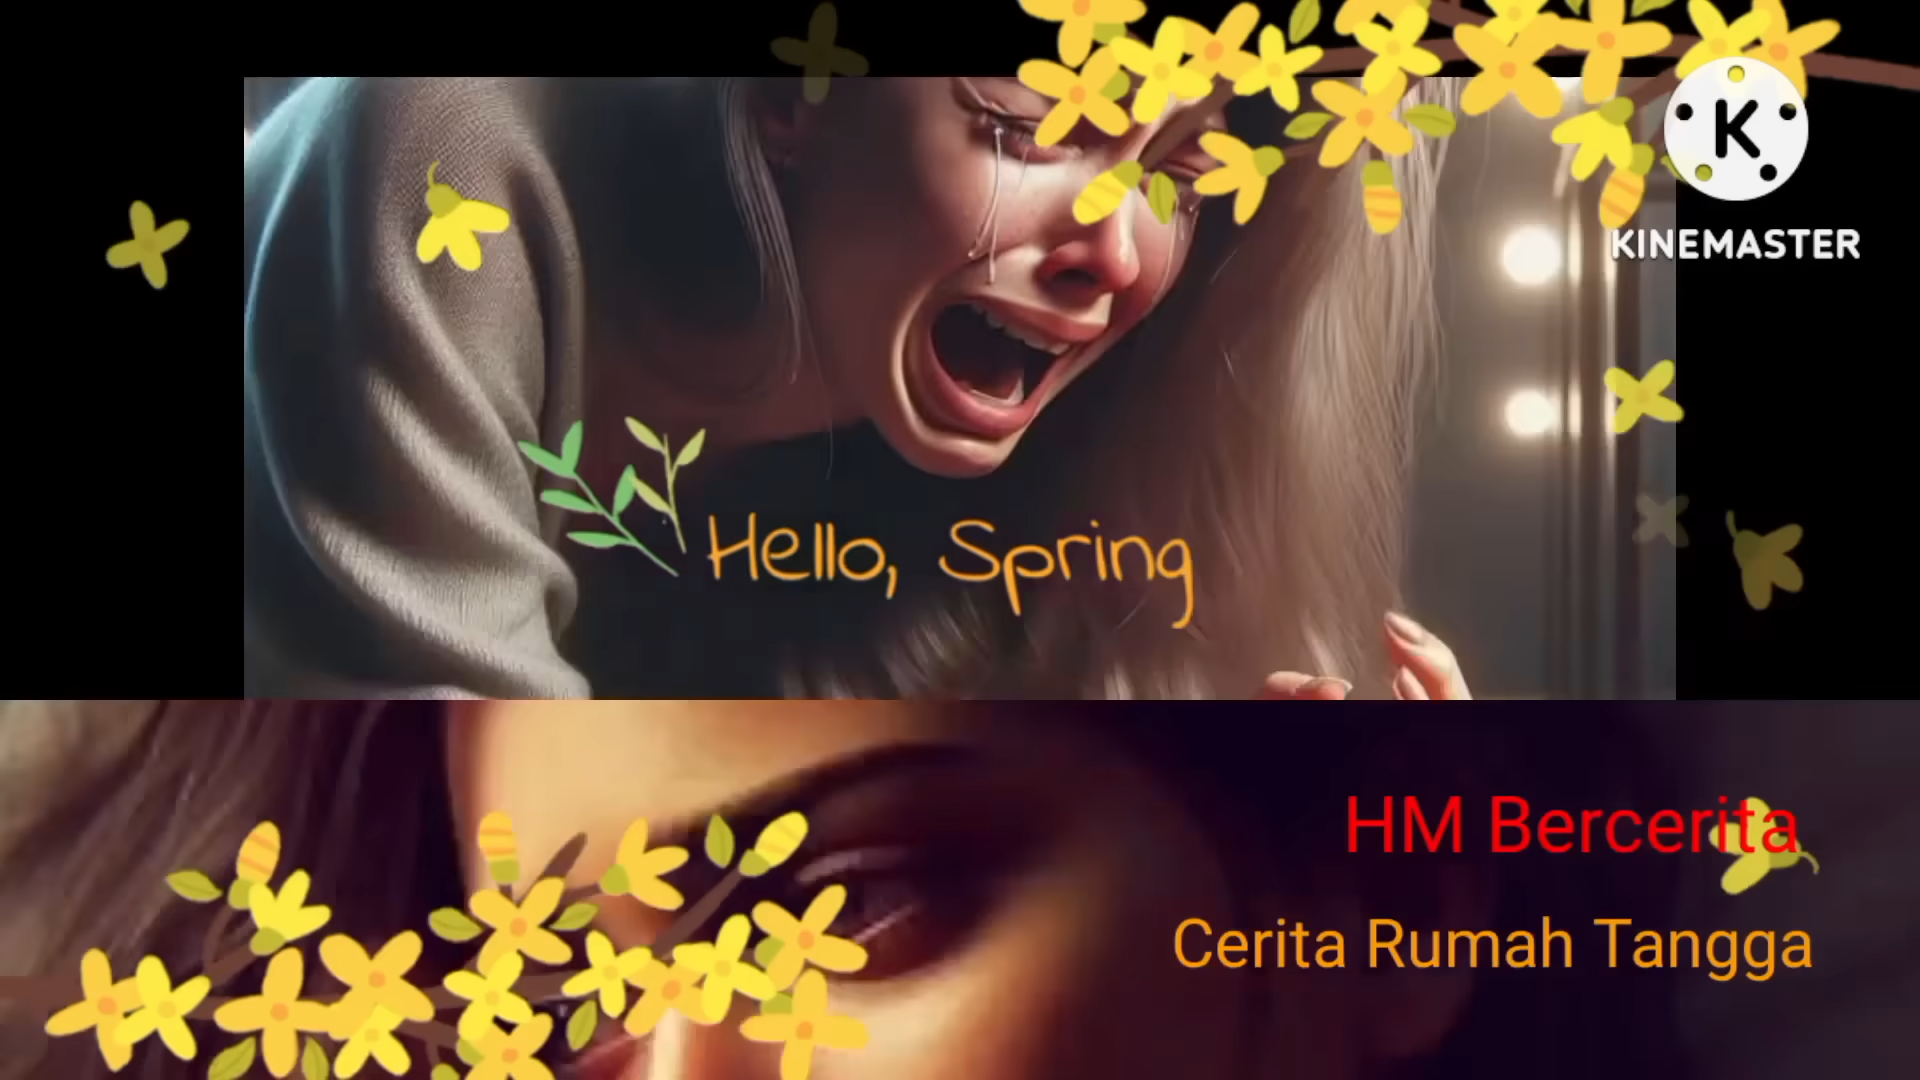 K
KINEMASTER
Hello, Spring
HM Bercerita
Cerita Rumah Tangga